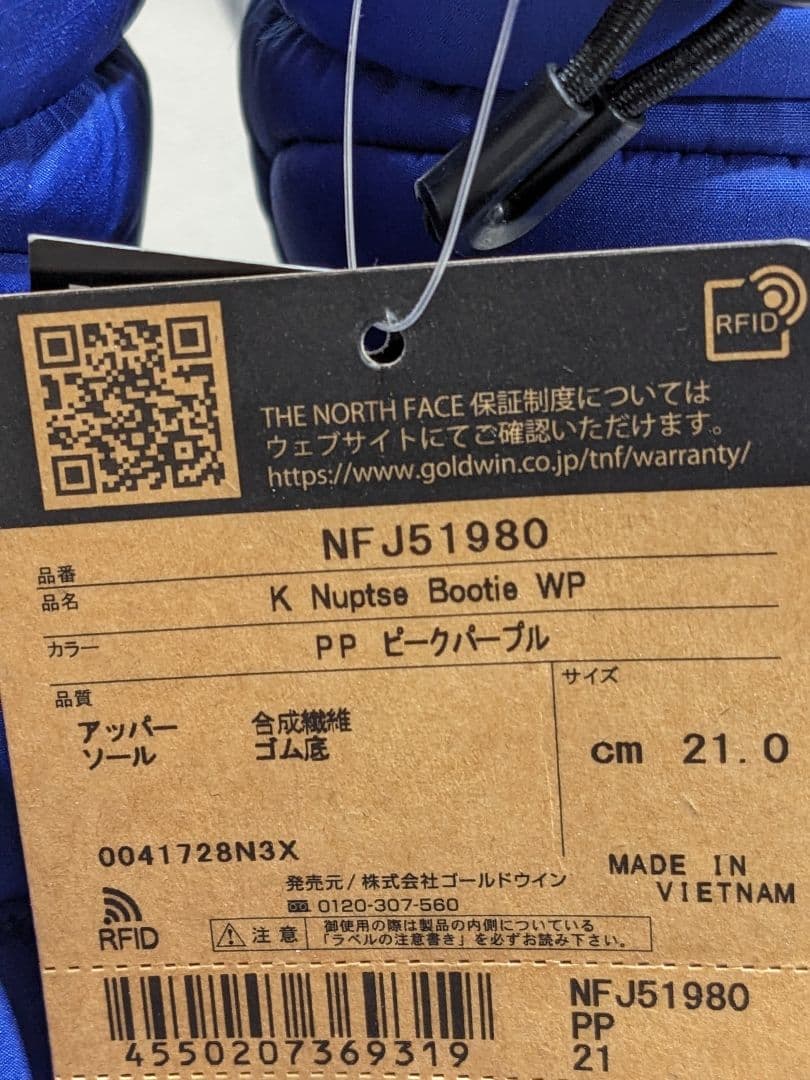 RFID
THE NORTH FACE 保証制度については
ウェブサイトにてご確認いただけます。
https://www.goldwin.co.jp/tnf/warranty/
品番 NFJ51980
品名 K Nuptse Bootie WP
カラー PP ピークパープル
品質
アッパー 合成繊維
ソール ゴム底
サイズ
cm 21.0
0041728N3X
MADE IN
VIETNAM
発売元/株式会社ゴールドウイン
0120-307-560
RFID
注意
御使用の際は製品の内側についている
「ラベルの注意書き」を必ずお読み下さい。
4550207369319
NFJ51980
PP
21